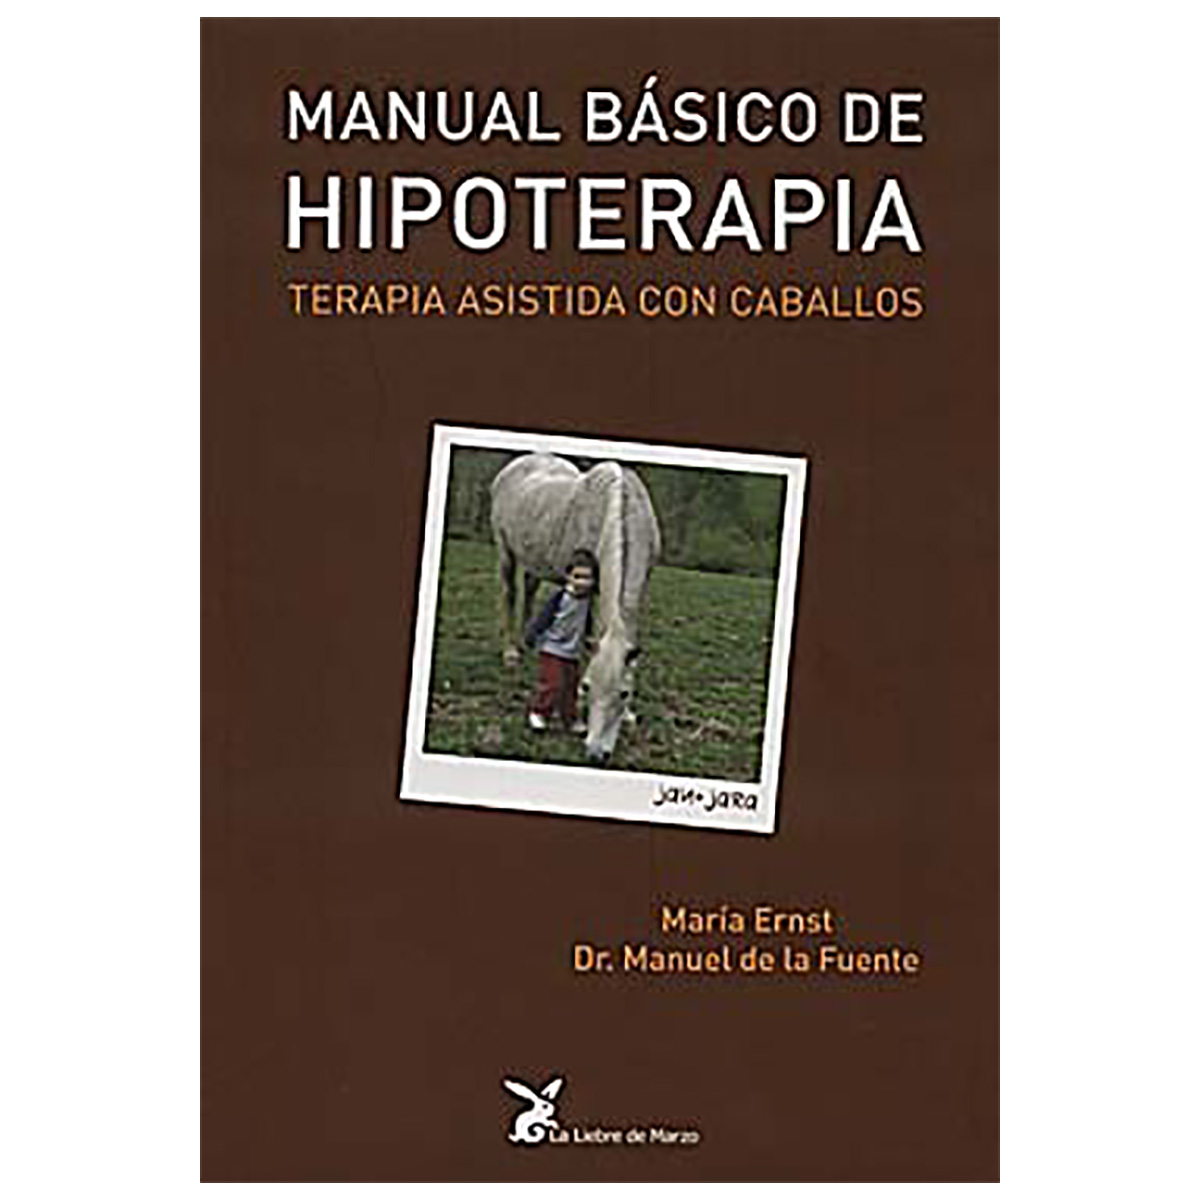 MANUAL BÁSICO DE
HIPOTERAPIA
TERAPIA ASISTIDA CON CABALLOS
jan • jara
María Ernst
Dr. Manuel de la Fuente
La Liebre de Marzo